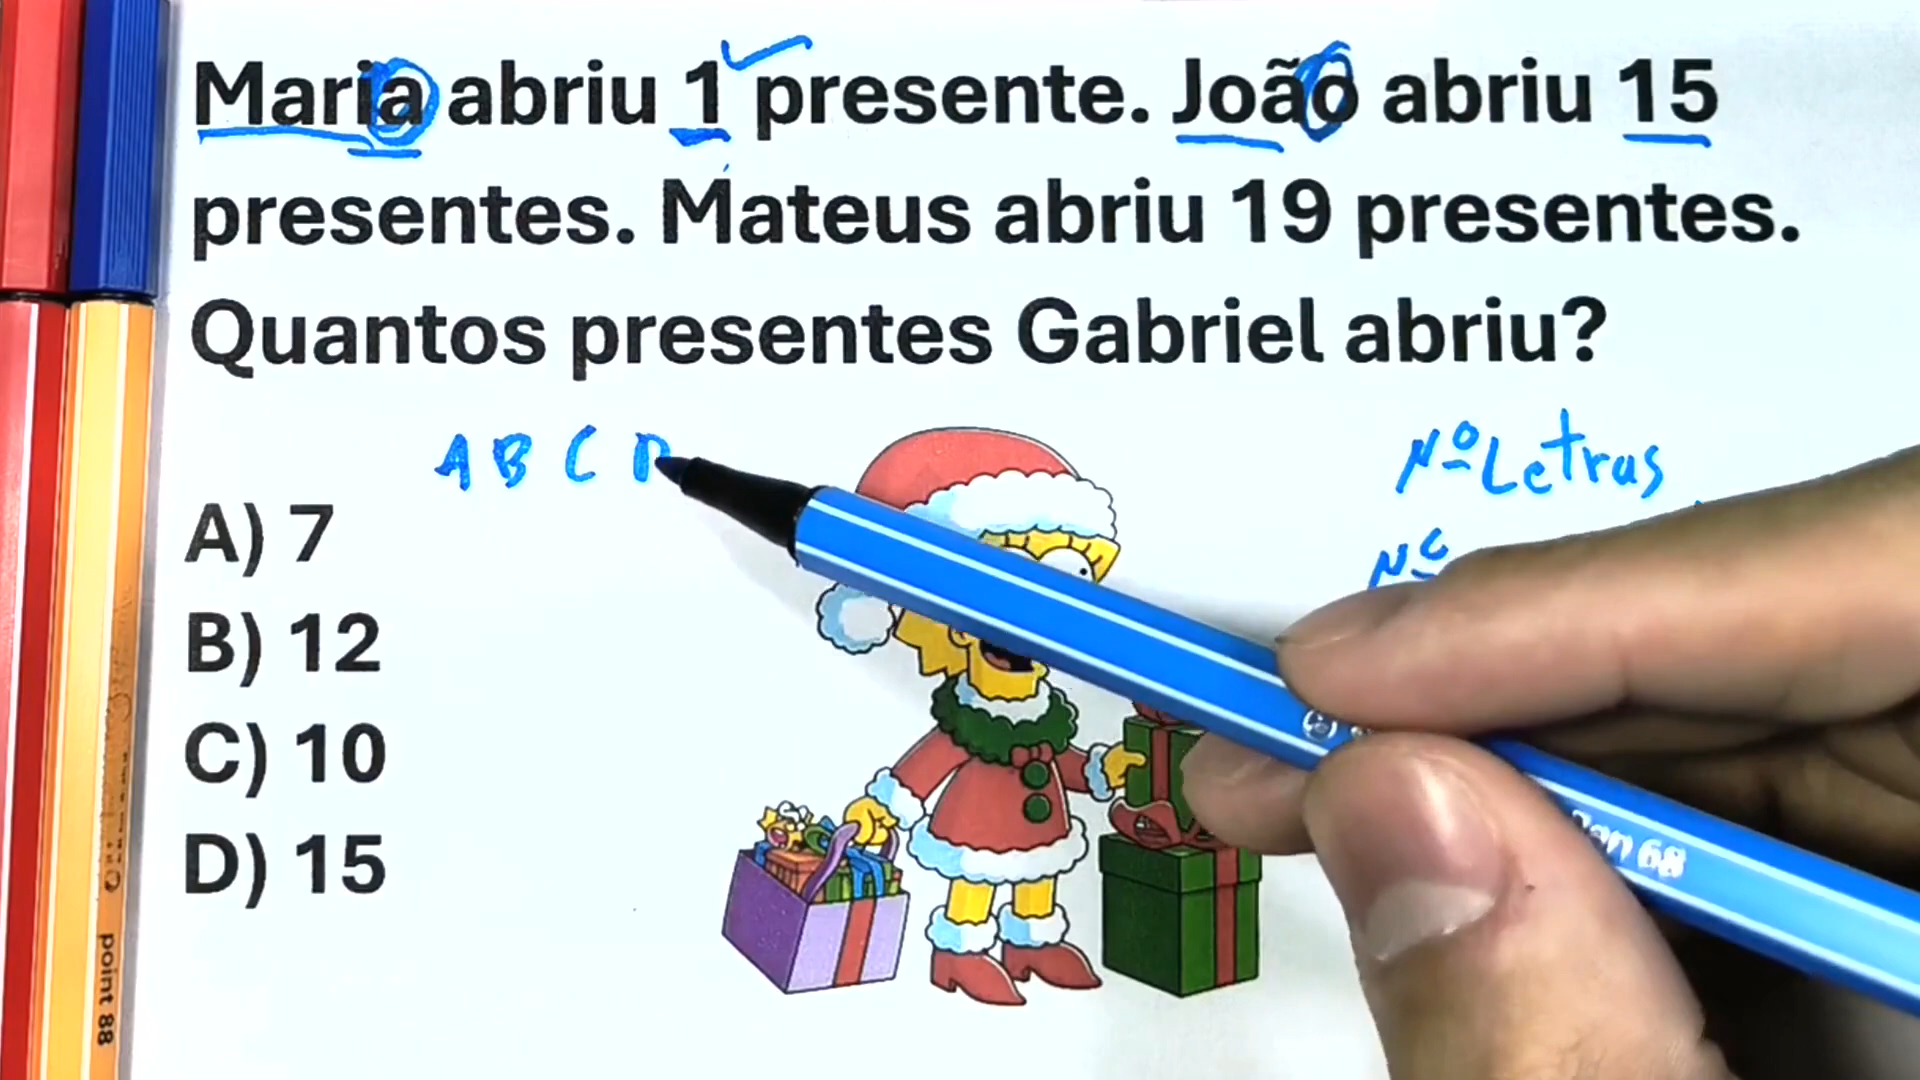 Maria abriu 1 presente. João abriu 15
presentes. Mateus abriu 19 presentes.
Quantos presentes Gabriel abriu?
A B C D
Nº Letras
Nº
A) 7
B) 12
C) 10
D) 15
point 88